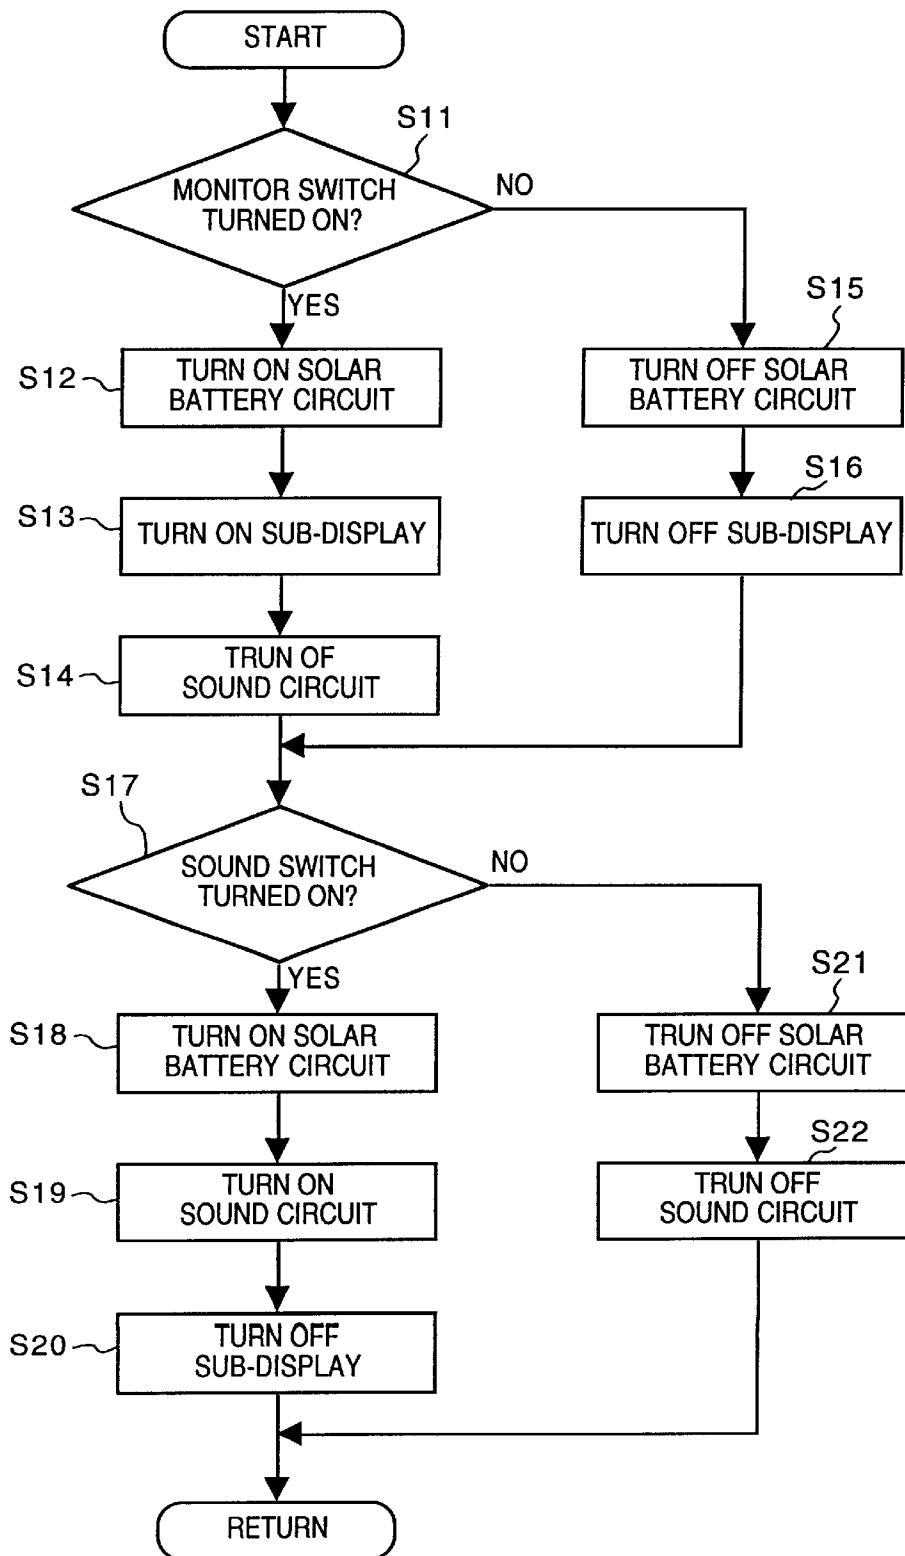 START
S11
MONITOR SWITCH
TURNED ON?
NO
YES
S12
TURN ON SOLAR
BATTERY CIRCUIT
S15
TURN OFF SOLAR
BATTERY CIRCUIT
S13
TURN ON SUB-DISPLAY
S16
TURN OFF SUB-DISPLAY
S14
TRUN OF
SOUND CIRCUIT
S17
SOUND SWITCH
TURNED ON?
NO
YES
S18
TURN ON SOLAR
BATTERY CIRCUIT
S21
TRUN OFF SOLAR
BATTERY CIRCUIT
S19
TURN ON
SOUND CIRCUIT
S22
TRUN OFF
SOUND CIRCUIT
S20
TURN OFF
SUB-DISPLAY
RETURN